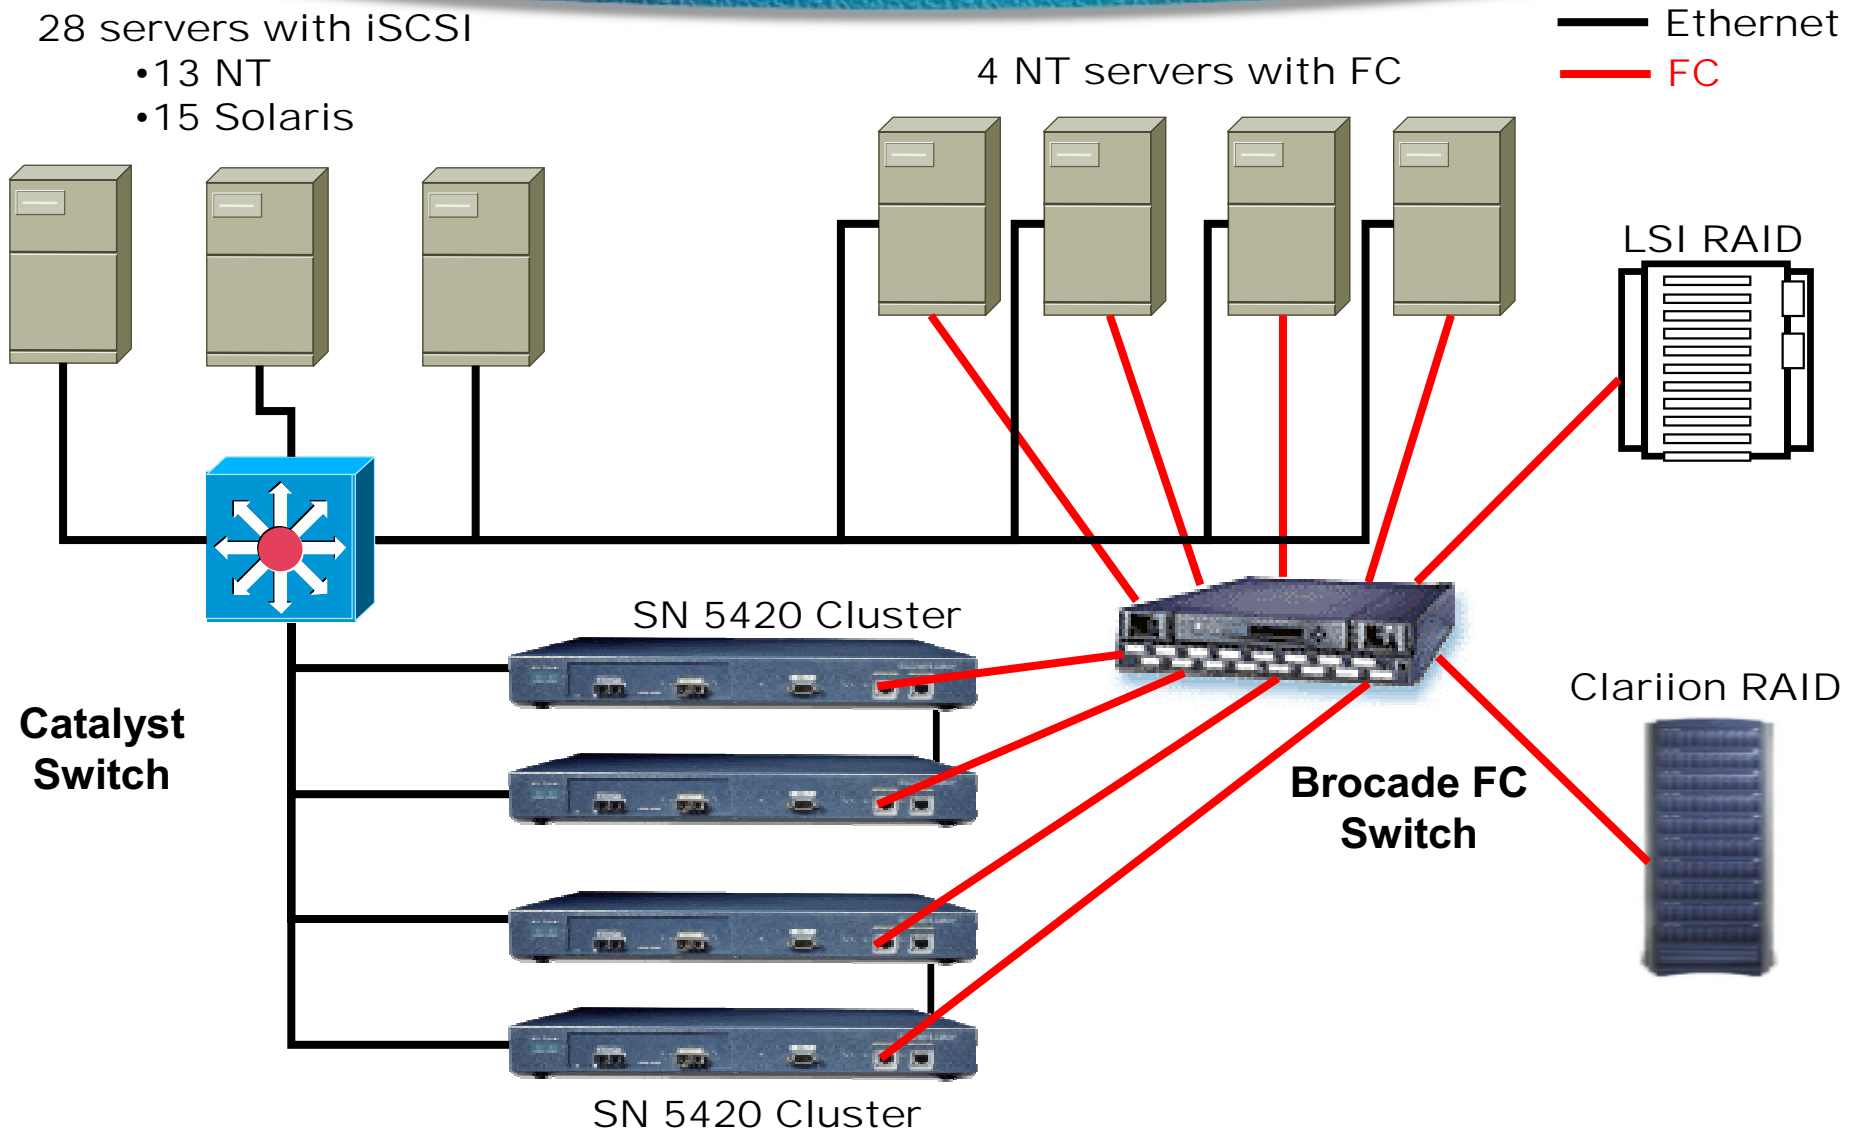 28 servers with iSCSI
•13 NT
•15 Solaris
4 NT servers with FC
Ethernet
FC
LSI RAID
SN 5420 Cluster
Clariion RAID
Catalyst
Switch
Brocade FC
Switch
SN 5420 Cluster